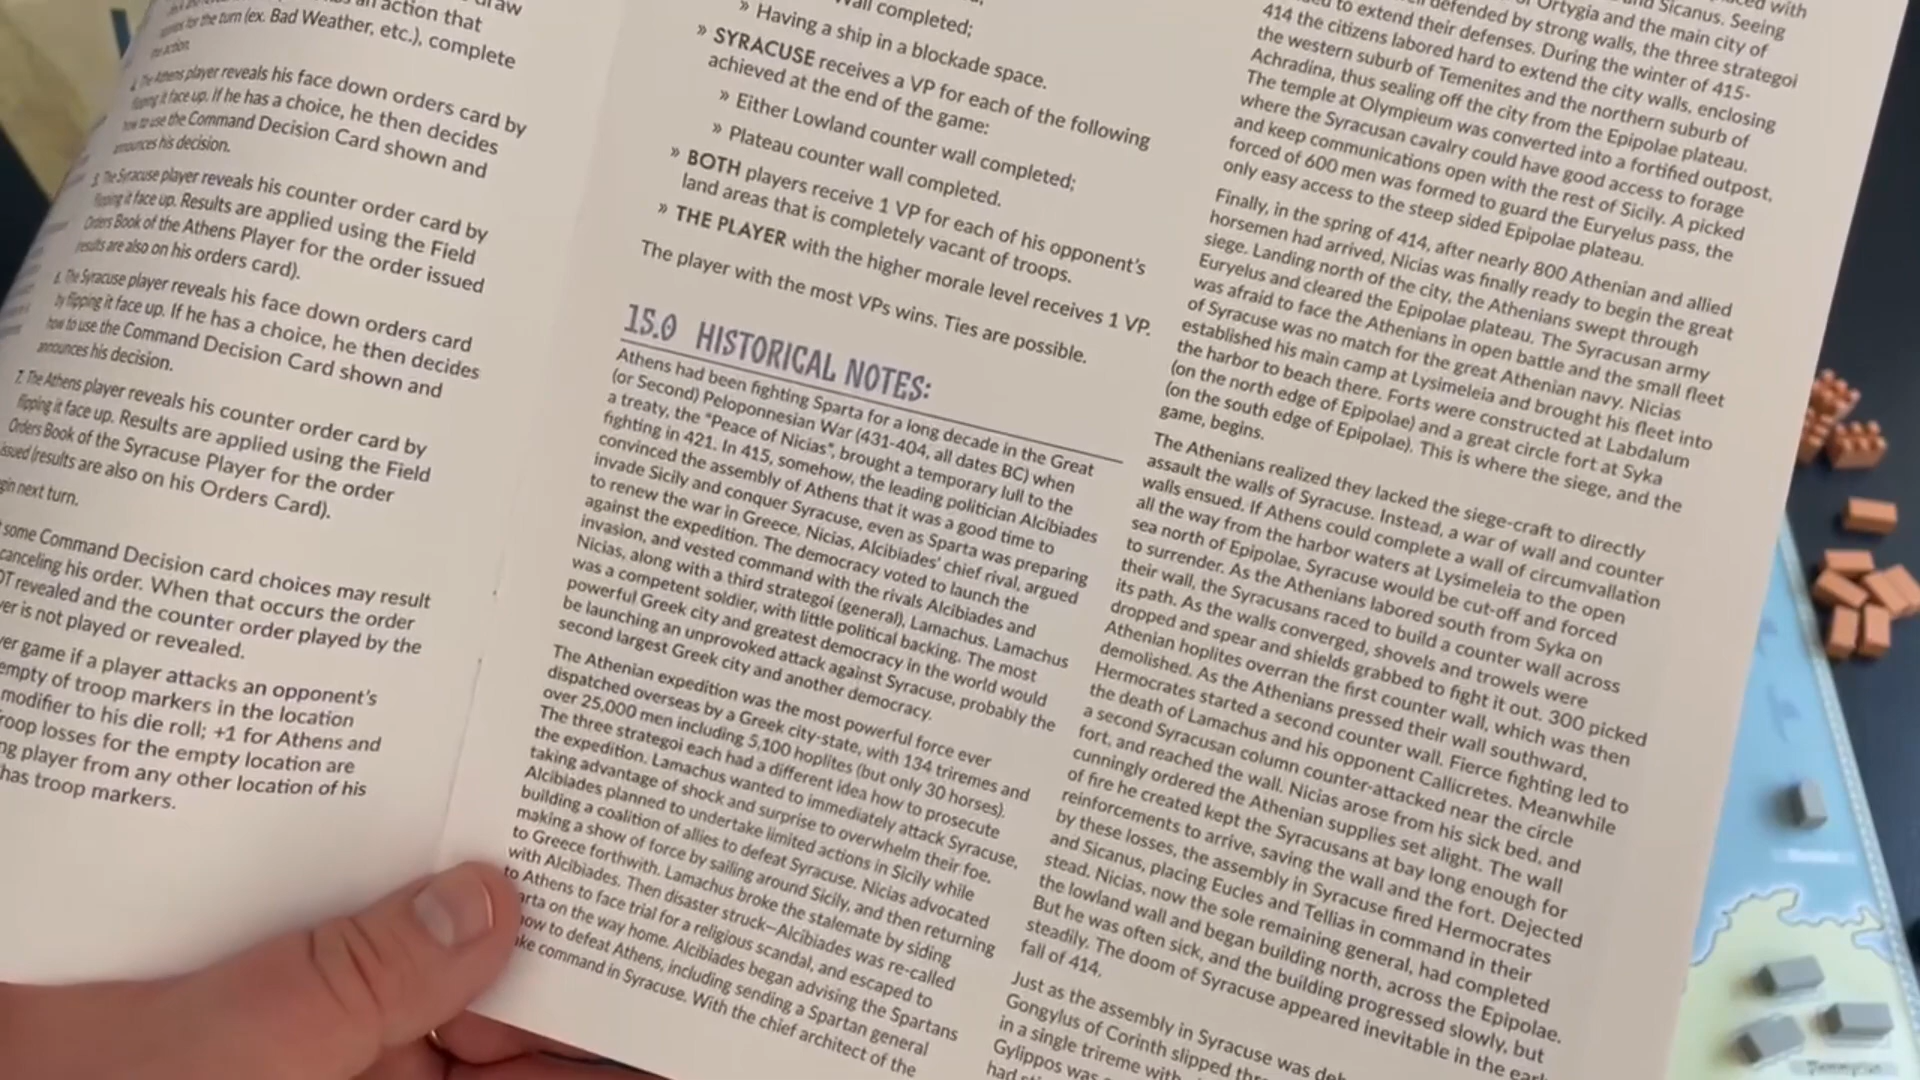 draw
an action that
for the turn (ex. Bad Weather, etc.), complete
the action.
4. The Athens player reveals his face down orders card by
flipping it face up. If he has a choice, he then decides
how to use the Command Decision Card shown and
announces his decision.
5. The Syracuse player reveals his counter order card by
flipping it face up. Results are applied using the Field
Orders Book of the Athens Player for the order issued
results are also on his orders card).
6. The Syracuse player reveals his face down orders card
by flipping it face up. If he has a choice, he then decides
how to use the Command Decision Card shown and
announces his decision.
7. The Athens player reveals his counter order card by
flipping it face up. Results are applied using the Field
Orders Book of the Syracuse Player for the order
issued (results are also on his Orders Card).
gin next turn.
some Command Decision card choices may result
canceling his order. When that occurs the order
OT revealed and the counter order played by the
yer is not played or revealed.
ver game if a player attacks an opponent's
empty of troop markers in the location
modifier to his die roll; +1 for Athens and
roop losses for the empty location are
ng player from any other location of his
has troop markers.
Wall completed;
» Having a ship in a blockade space.
» SYRACUSE receives a VP for each of the following
achieved at the end of the game:
» Either Lowland counter wall completed;
» Plateau counter wall completed.
» BOTH players receive 1 VP for each of his opponent's
land areas that is completely vacant of troops.
» THE PLAYER with the higher morale level receives 1 VP.
The player with the most VPs wins. Ties are possible.
15.0 HISTORICAL NOTES:
Athens had been fighting Sparta for a long decade in the Great
(or Second) Peloponnesian War (431-404, all dates BC) when
a treaty, the "Peace of Nicias", brought a temporary lull to the
fighting in 421. In 415, somehow, the leading politician Alcibiades
convinced the assembly of Athens that it was a good time to
invade Sicily and conquer Syracuse, even as Sparta was preparing
to renew the war in Greece. Nicias, Alcibiades' chief rival, argued
against the expedition. The democracy voted to launch the
invasion, and vested command with the rivals Alcibiades and
Nicias, along with a third strategoi (general), Lamachus. Lamachus
was a competent soldier, with little political backing. The most
powerful Greek city and greatest democracy in the world would
be launching an unprovoked attack against Syracuse, probably the
second largest Greek city and another democracy.
The Athenian expedition was the most powerful force ever
dispatched overseas by a Greek city-state, with 134 triremes and
over 25,000 men including 5,100 hoplites (but only 30 horses).
The three strategoi each had a different idea how to prosecute
the expedition. Lamachus wanted to immediately attack Syracuse,
taking advantage of shock and surprise to overwhelm their foe.
Alcibiades planned to undertake limited actions in Sicily while
building a coalition of allies to defeat Syracuse. Nicias advocated
making a show of force by sailing around Sicily, and then returning
to Greece forthwith. Lamachus broke the stalemate by siding
with Alcibiades. Then disaster struck—Alcibiades was re-called
to Athens to face trial for a religious scandal, and escaped to
arta on the way home. Alcibiades began advising the Spartans
how to defeat Athens, including sending a Spartan general
ake command in Syracuse. With the chief architect of the
placed with
and Sicanus. Seeing
Ortygia and the main city of
defended by strong walls, the three strategoi
to extend their defenses. During the winter of 415-
414 the citizens labored hard to extend the city walls, enclosing
the western suburb of Temenites and the northern suburb of
Achradina, thus sealing off the city from the Epipolae plateau.
The temple at Olympieum was converted into a fortified outpost,
where the Syracusan cavalry could have good access to forage
and keep communications open with the rest of Sicily. A picked
forced of 600 men was formed to guard the Euryelus pass, the
only easy access to the steep sided Epipolae plateau.
Finally, in the spring of 414, after nearly 800 Athenian and allied
horsemen had arrived, Nicias was finally ready to begin the great
siege. Landing north of the city, the Athenians swept through
Euryelus and cleared the Epipolae plateau. The Syracusan army
was afraid to face the Athenians in open battle and the small fleet
of Syracuse was no match for the great Athenian navy. Nicias
established his main camp at Lysimeleia and brought his fleet into
the harbor to beach there. Forts were constructed at Labdalum
(on the north edge of Epipolae) and a great circle fort at Syka
(on the south edge of Epipolae). This is where the siege, and the
game, begins.
The Athenians realized they lacked the siege-craft to directly
assault the walls of Syracuse. Instead, a war of wall and counter
walls ensued. If Athens could complete a wall of circumvallation
all the way from the harbor waters at Lysimeleia to the open
sea north of Epipolae, Syracuse would be cut-off and forced
to surrender. As the Athenians labored south from Syka on
their wall, the Syracusans raced to build a counter wall across
its path. As the walls converged, shovels and trowels were
dropped and spear and shields grabbed to fight it out. 300 picked
Athenian hoplites overran the first counter wall, which was then
demolished. As the Athenians pressed their wall southward,
Hermocrates started a second counter wall. Fierce fighting led to
the death of Lamachus and his opponent Callicretes. Meanwhile
a second Syracusan column counter-attacked near the circle
fort, and reached the wall. Nicias arose from his sick bed, and
cunningly ordered the Athenian supplies set alight. The wall
of fire he created kept the Syracusans at bay long enough for
reinforcements to arrive, saving the wall and the fort. Dejected
by these losses, the assembly in Syracuse fired Hermocrates
and Sicanus, placing Eucles and Tellias in command in their
stead. Nicias, now the sole remaining general, had completed
the lowland wall and began building north, across the Epipolae.
But he was often sick, and the building progressed slowly, but
steadily. The doom of Syracuse appeared inevitable in the early
fall of 414.
Just as the assembly in Syracuse was deb
Gongylus of Corinth slipped thr
in a single trireme with
Gylippos was
had